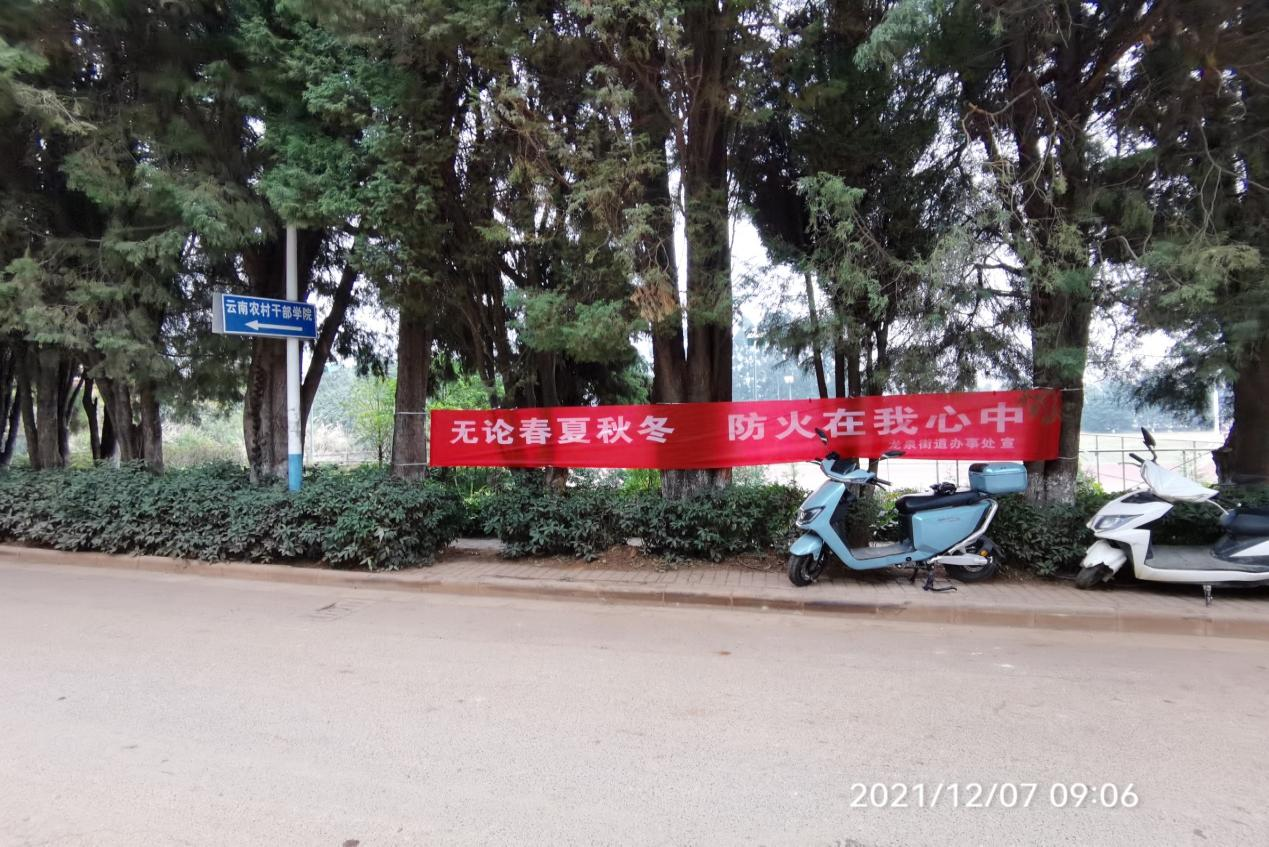 云南农村干部学院
无论春夏秋冬 防火在我心中
龙泉街道办事处 宣
2021/12/07 09:06